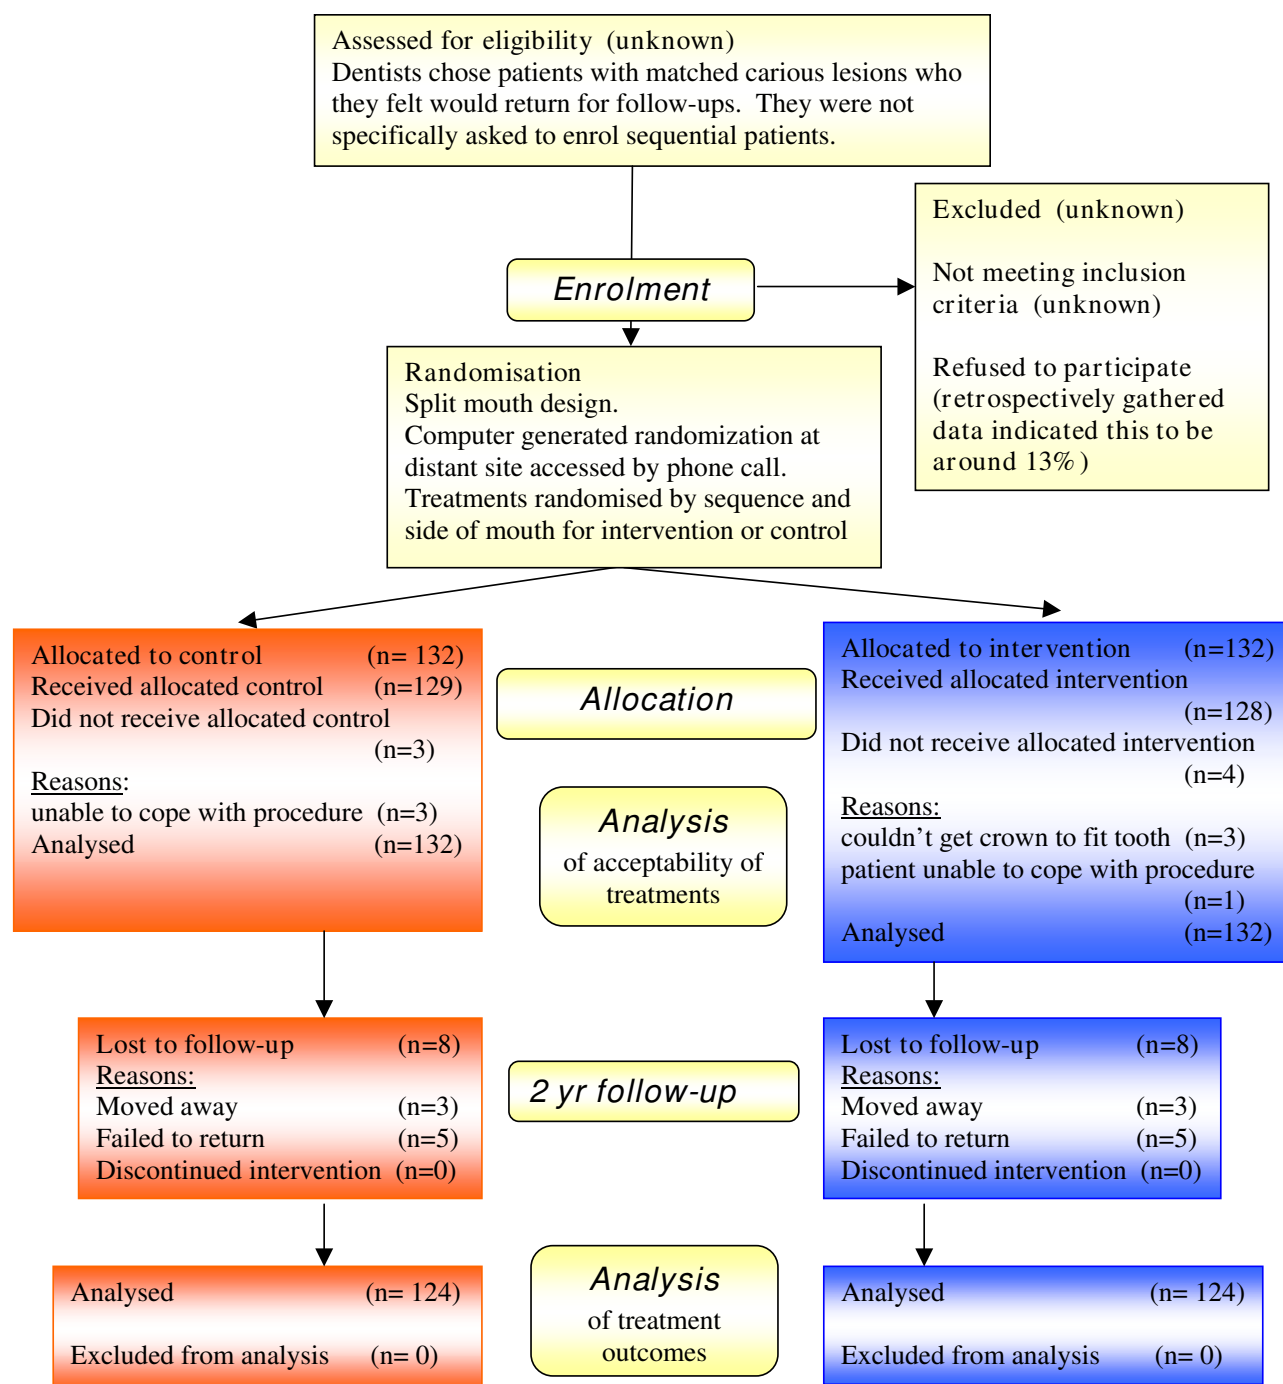 Assessed for eligibility (unknown)
Dentists chose patients with matched carious lesions who
they felt would return for follow-ups. They were not
specifically asked to enrol sequential patients.
Excluded (unknown)
Not meeting inclusion
criteria (unknown)
Refused to participate
(retrospectively gathered
data indicated this to be
around 13%)
Enrolment
Randomisation
Split mouth design.
Computer generated randomization at
distant site accessed by phone call.
Treatments randomised by sequence and
side of mouth for intervention or control
Allocated to control (n= 132)
Received allocated control (n=129)
Did not receive allocated control
(n=3)
Reasons:
unable to cope with procedure (n=3)
Analysed (n=132)
Allocation
Allocated to intervention (n=132)
Received allocated intervention
(n=128)
Did not receive allocated intervention
(n=4)
Reasons:
couldn't get crown to fit tooth (n=3)
patient unable to cope with procedure
(n=1)
Analysed (n=132)
Analysis
of acceptability of
treatments
Lost to follow-up (n=8)
Reasons:
Moved away (n=3)
Failed to return (n=5)
Discontinued intervention (n=0)
2 yr follow-up
Lost to follow-up (n=8)
Reasons:
Moved away (n=3)
Failed to return (n=5)
Discontinued intervention (n=0)
Analysed (n= 124)
Excluded from analysis (n= 0)
Analysis
of treatment
outcomes
Analysed (n= 124)
Excluded from analysis (n= 0)